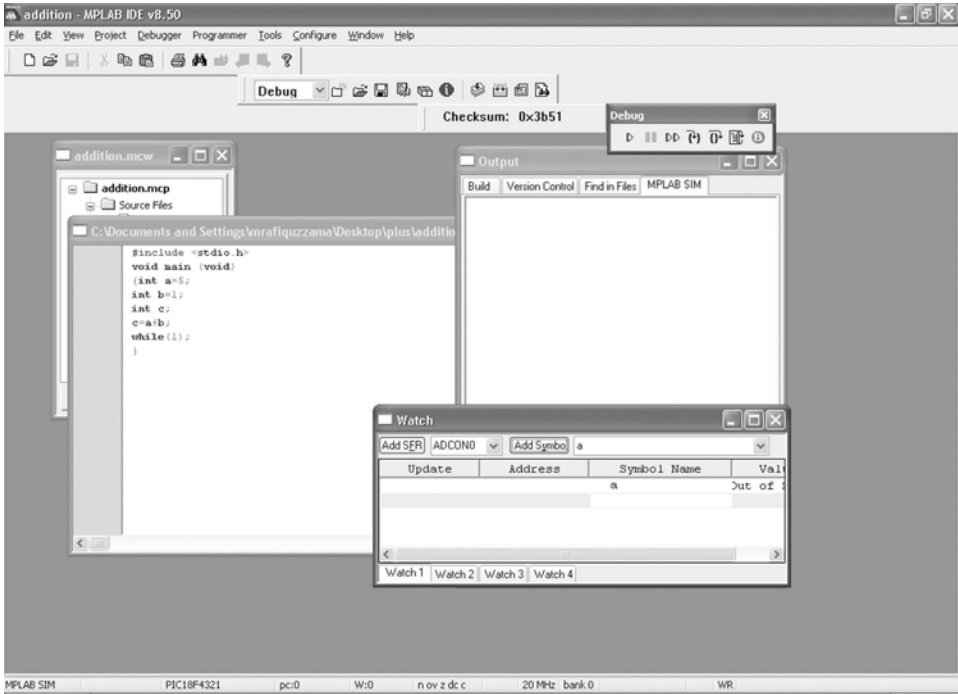 addition - MPLAB IDE v8.50
File Edit View Project Debugger Programmer Tools Configure Window Help
Debug
Checksum: 0x3b51
Debug
addition.mcw
addition.mcp
Source Files
Output
Build Version Control Find in Files MPLAB SIM
C:\Documents and Settings\mrafiquzzama\Desktop\plus\additio
#include <stdio.h>
void main (void)
{int a=5;
int b=1;
int c;
c=a+b;
while(1);
}
Watch
Add SFR ADCON0 Add Symbol a
Update Address Symbol Name Valu
a Out of S
Watch 1 Watch 2 Watch 3 Watch 4
MPLAB SIM PIC18F4321 pc:0 W:0 n ov z dc c 20 MHz bank 0 WR